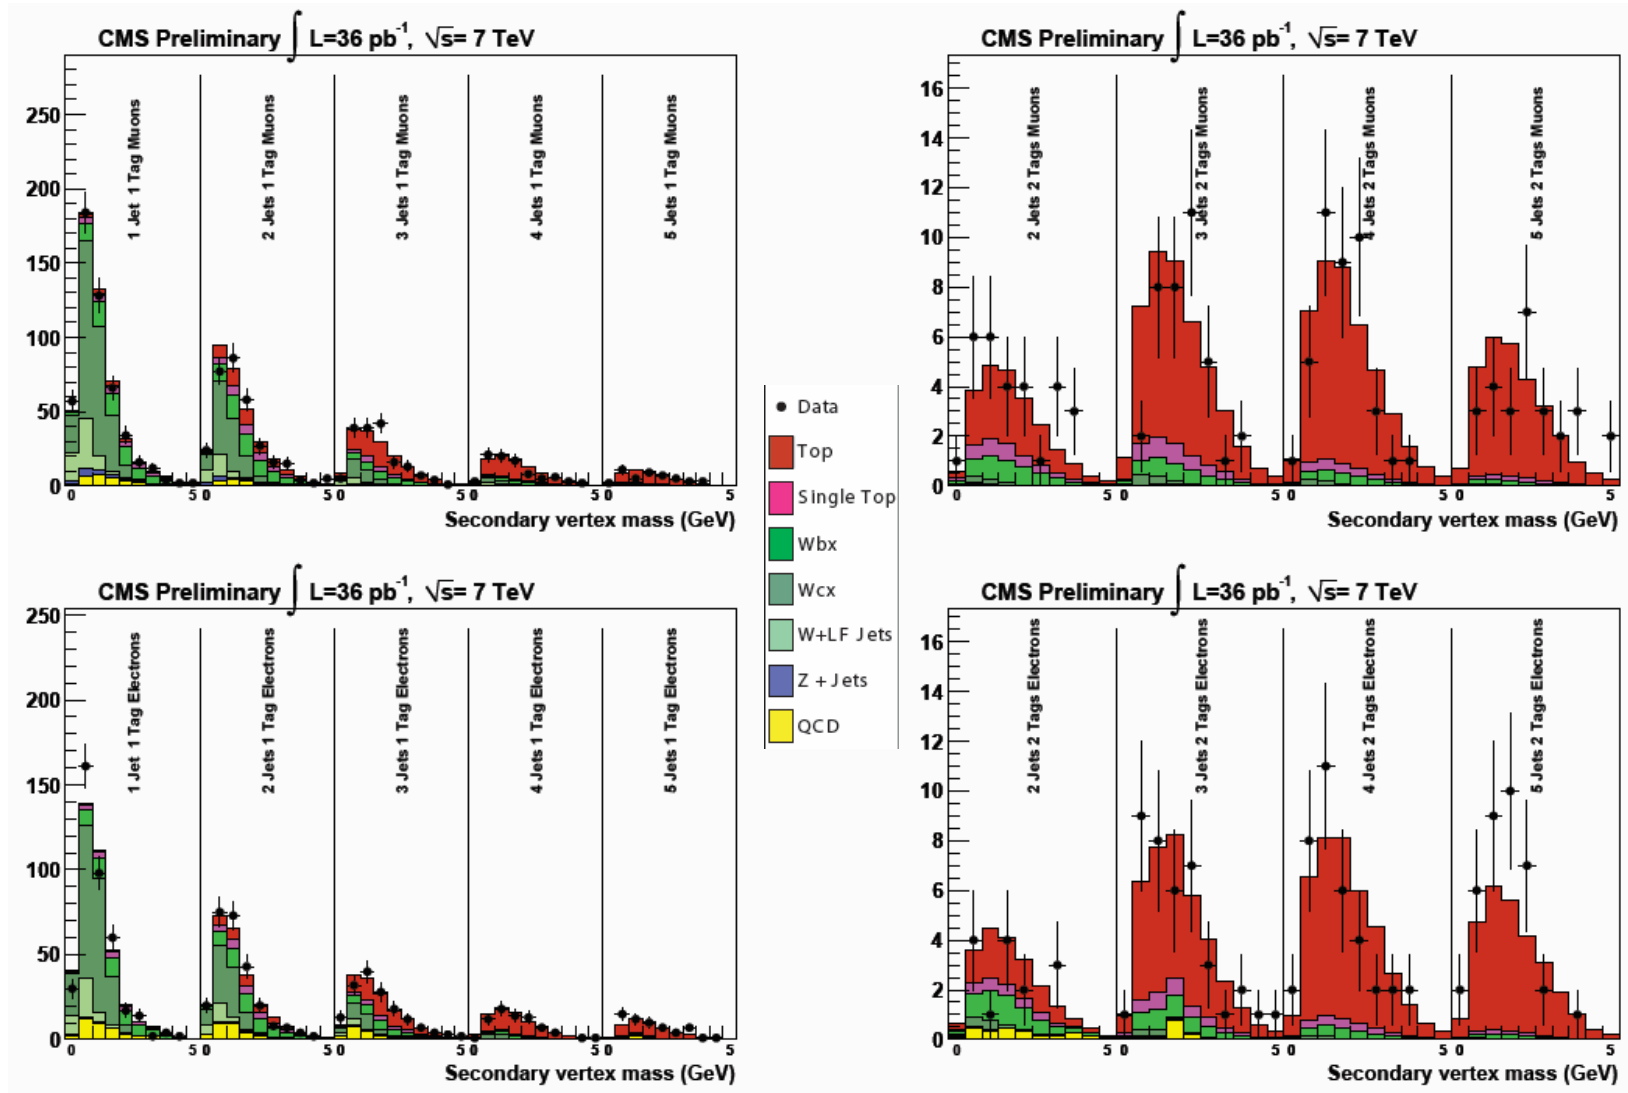 CMS Preliminary ∫ L=36 pb⁻¹, √s= 7 TeV
250
200
150
100
50
0
1 Jet 1 Tag Muons
2 Jets 1 Tag Muons
3 Jets 1 Tag Muons
4 Jets 1 Tag Muons
5 Jets 1 Tag Muons
0 5 0 5 0 5 0 5 0 5
Secondary vertex mass (GeV)
CMS Preliminary ∫ L=36 pb⁻¹, √s= 7 TeV
16
14
12
10
8
6
4
2
0
2 Jets 2 Tags Muons
3 Jets 2 Tags Muons
4 Jets 2 Tags Muons
5 Jets 2 Tags Muons
0 5 0 5 0 5 0 5
Secondary vertex mass (GeV)
Data
Top
Single Top
Wbx
Wcx
W+LF Jets
Z + Jets
QCD
CMS Preliminary ∫ L=36 pb⁻¹, √s= 7 TeV
250
200
150
100
50
0
1 Jet 1 Tag Electrons
2 Jets 1 Tag Electrons
3 Jets 1 Tag Electrons
4 Jets 1 Tag Electrons
5 Jets 1 Tag Electrons
0 5 0 5 0 5 0 5 0 5
Secondary vertex mass (GeV)
CMS Preliminary ∫ L=36 pb⁻¹, √s= 7 TeV
16
14
12
10
8
6
4
2
0
2 Jets 2 Tags Electrons
3 Jets 2 Tags Electrons
4 Jets 2 Tags Electrons
5 Jets 2 Tags Electrons
0 5 0 5 0 5 0 5
Secondary vertex mass (GeV)